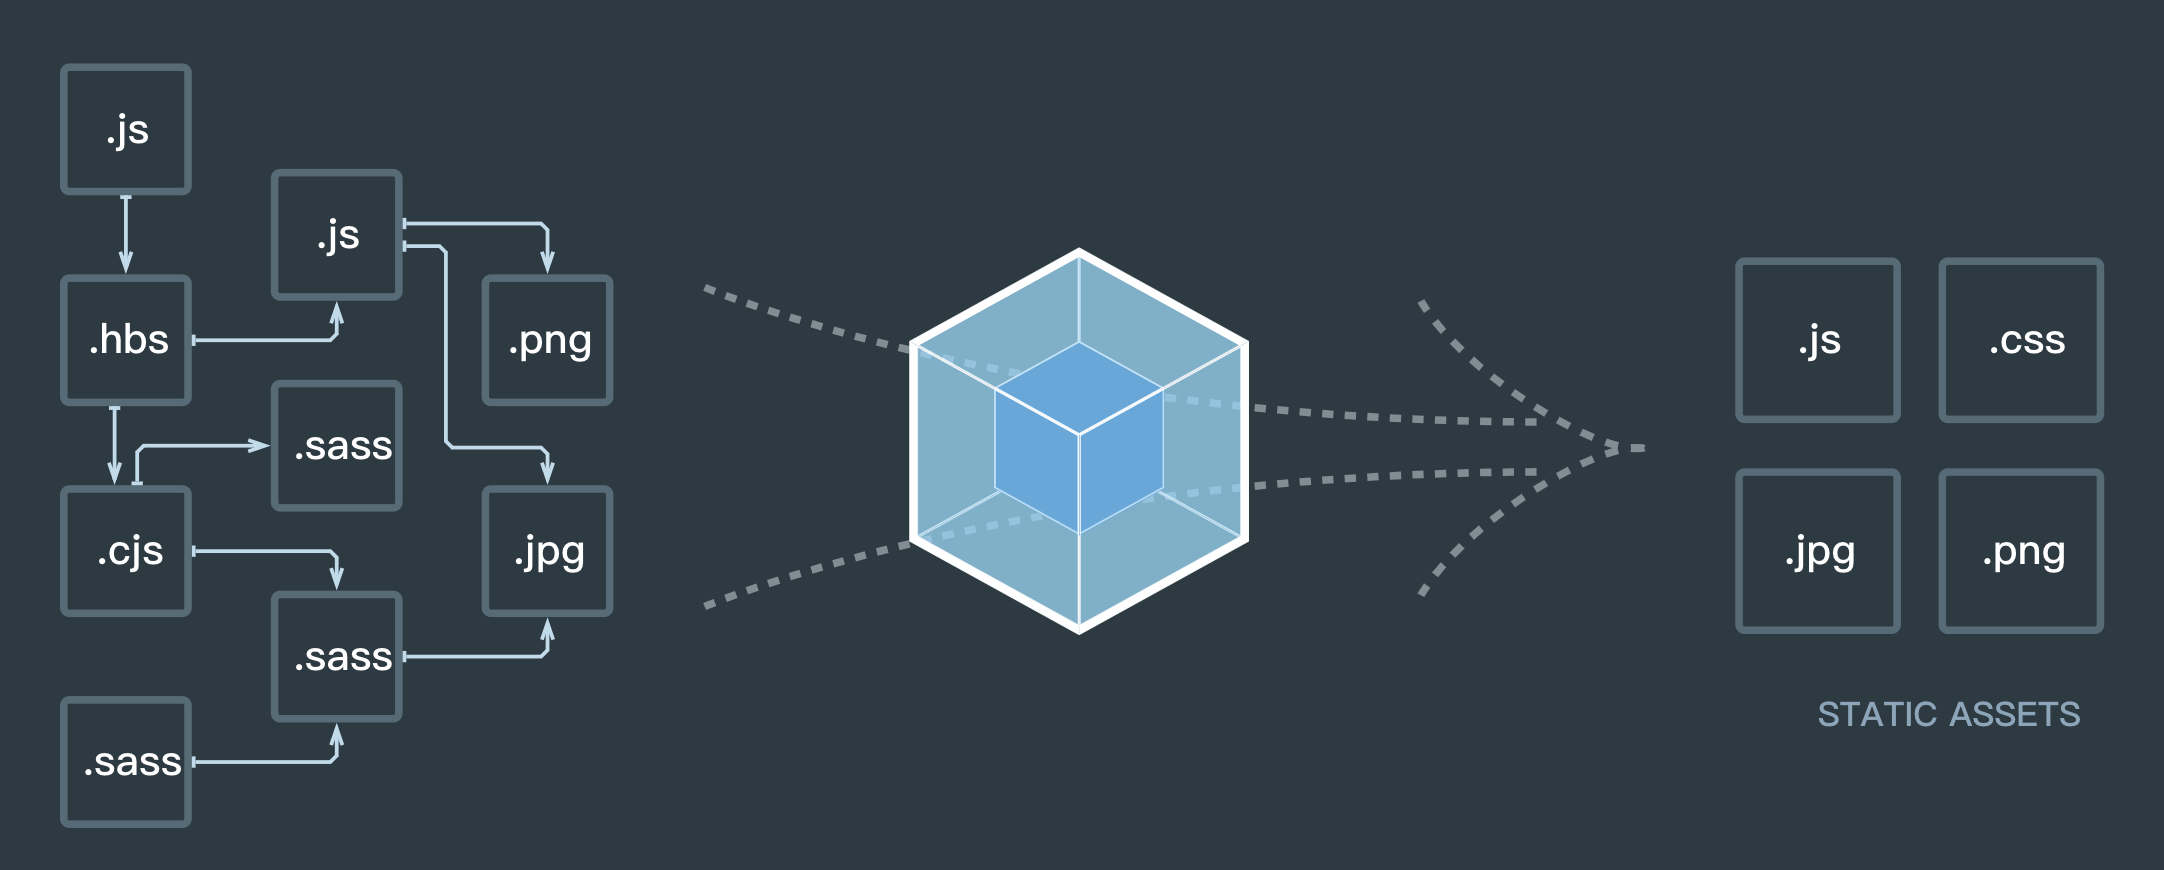 .js
.js
.hbs
.png
.sass
.cjs
.jpg
.sass
.sass
.js
.css
.jpg
.png
STATIC ASSETS